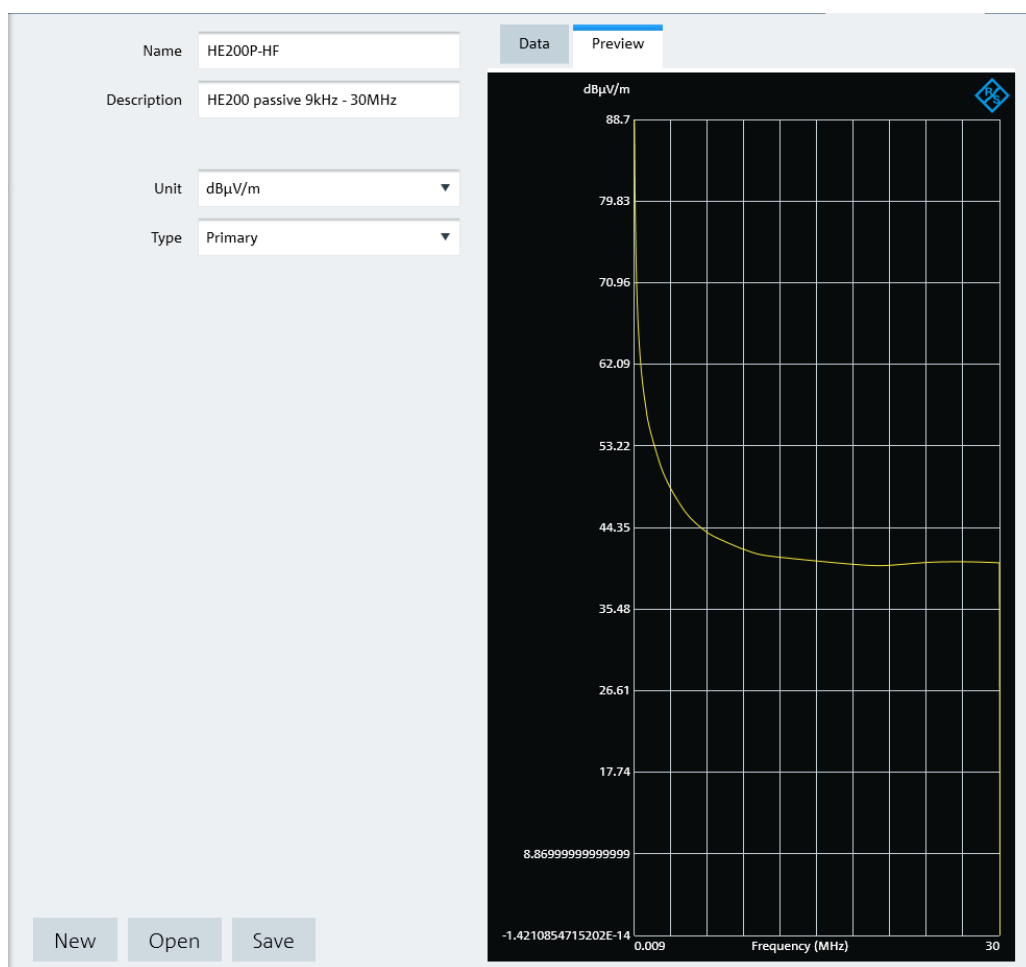 Name
HE200P-HF
Description
HE200 passive 9kHz - 30MHz
Unit
dBµV/m
Type
Primary
New
Open
Save
Data
Preview
dBµV/m
R&S
88.7
79.83
70.96
62.09
53.22
44.35
35.48
26.61
17.74
8.86999999999999
-1.4210854715202E-14
0.009
Frequency (MHz)
30